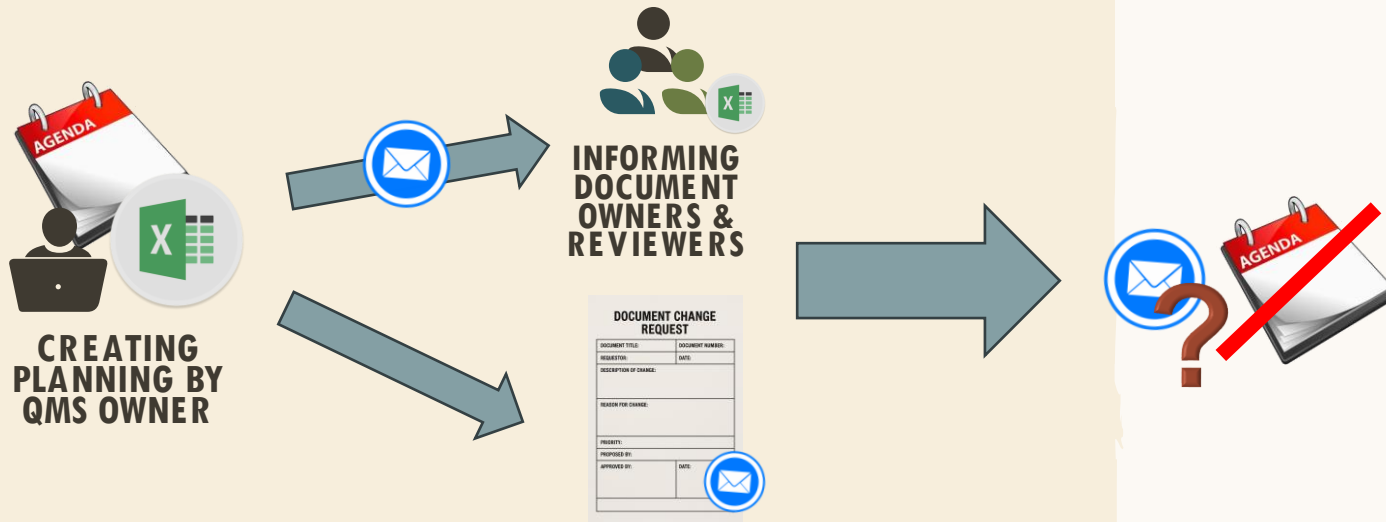 AGENDA
X
CREATING
PLANNING BY
QMS OWNER
X
INFORMING
DOCUMENT
OWNERS &
REVIEWERS
DOCUMENT CHANGE
REQUEST
DOCUMENT TITLE: DOCUMENT NUMBER:
REQUESTOR: DATE:
DESCRIPTION OF CHANGE:
REASON FOR CHANGE:
PRIORITY:
PROPOSED BY:
APPROVED BY: DATE:
AGENDA
?